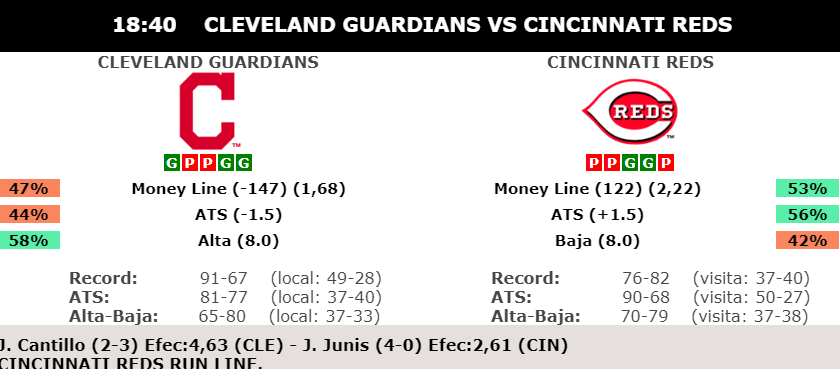 18:40 CLEVELAND GUARDIANS VS CINCINNATI REDS
CLEVELAND GUARDIANS CINCINNATI REDS
C ™ REDS ™
G P P G G P P G G P
47% Money Line (-147) (1,68) Money Line (122) (2,22) 53%
44% ATS (-1.5) ATS (+1.5) 56%
58% Alta (8.0) Baja (8.0) 42%
Record: 91-67 (local: 49-28) Record: 76-82 (visita: 37-40)
ATS: 81-77 (local: 37-40) ATS: 90-68 (visita: 50-27)
Alta-Baja: 65-80 (local: 37-33) Alta-Baja: 70-79 (visita: 37-38)
J. Cantillo (2-3) Efec:4,63 (CLE) - J. Junis (4-0) Efec:2,61 (CIN)
CINCINNATI REDS RUN LINE.